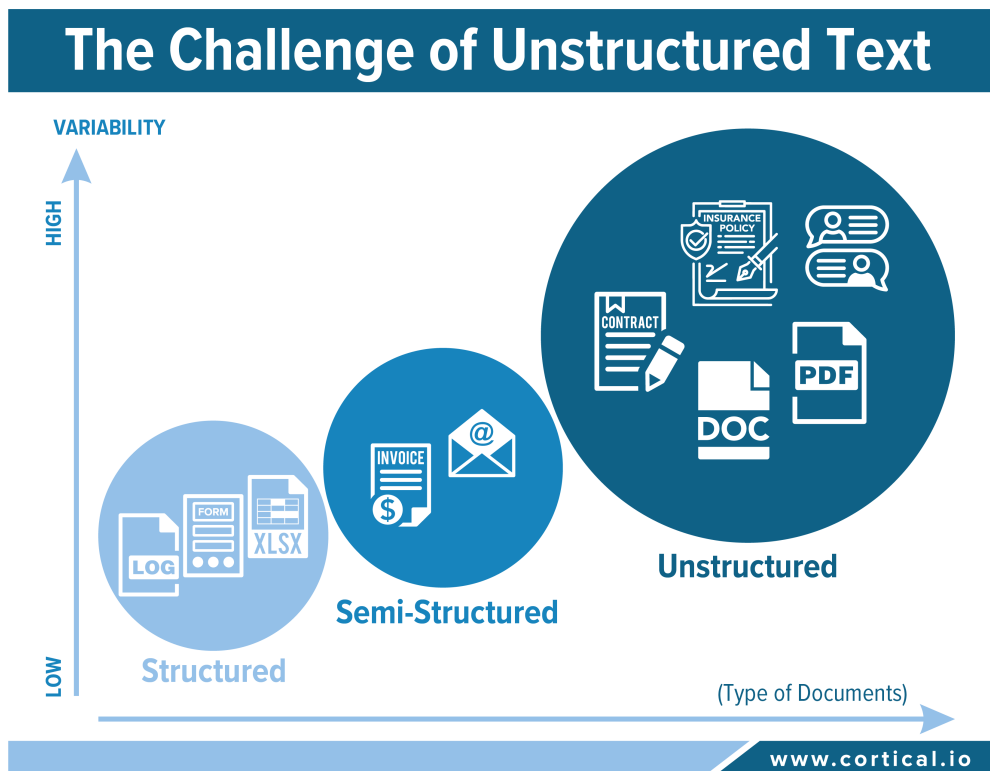 The Challenge of Unstructured Text
VARIABILITY
HIGH
LOW
INSURANCE
POLICY
CONTRACT
PDF
DOC
Unstructured
@
INVOICE
$
Semi-Structured
FORM
XLSX
LOG
Structured
(Type of Documents)
www.cortical.io